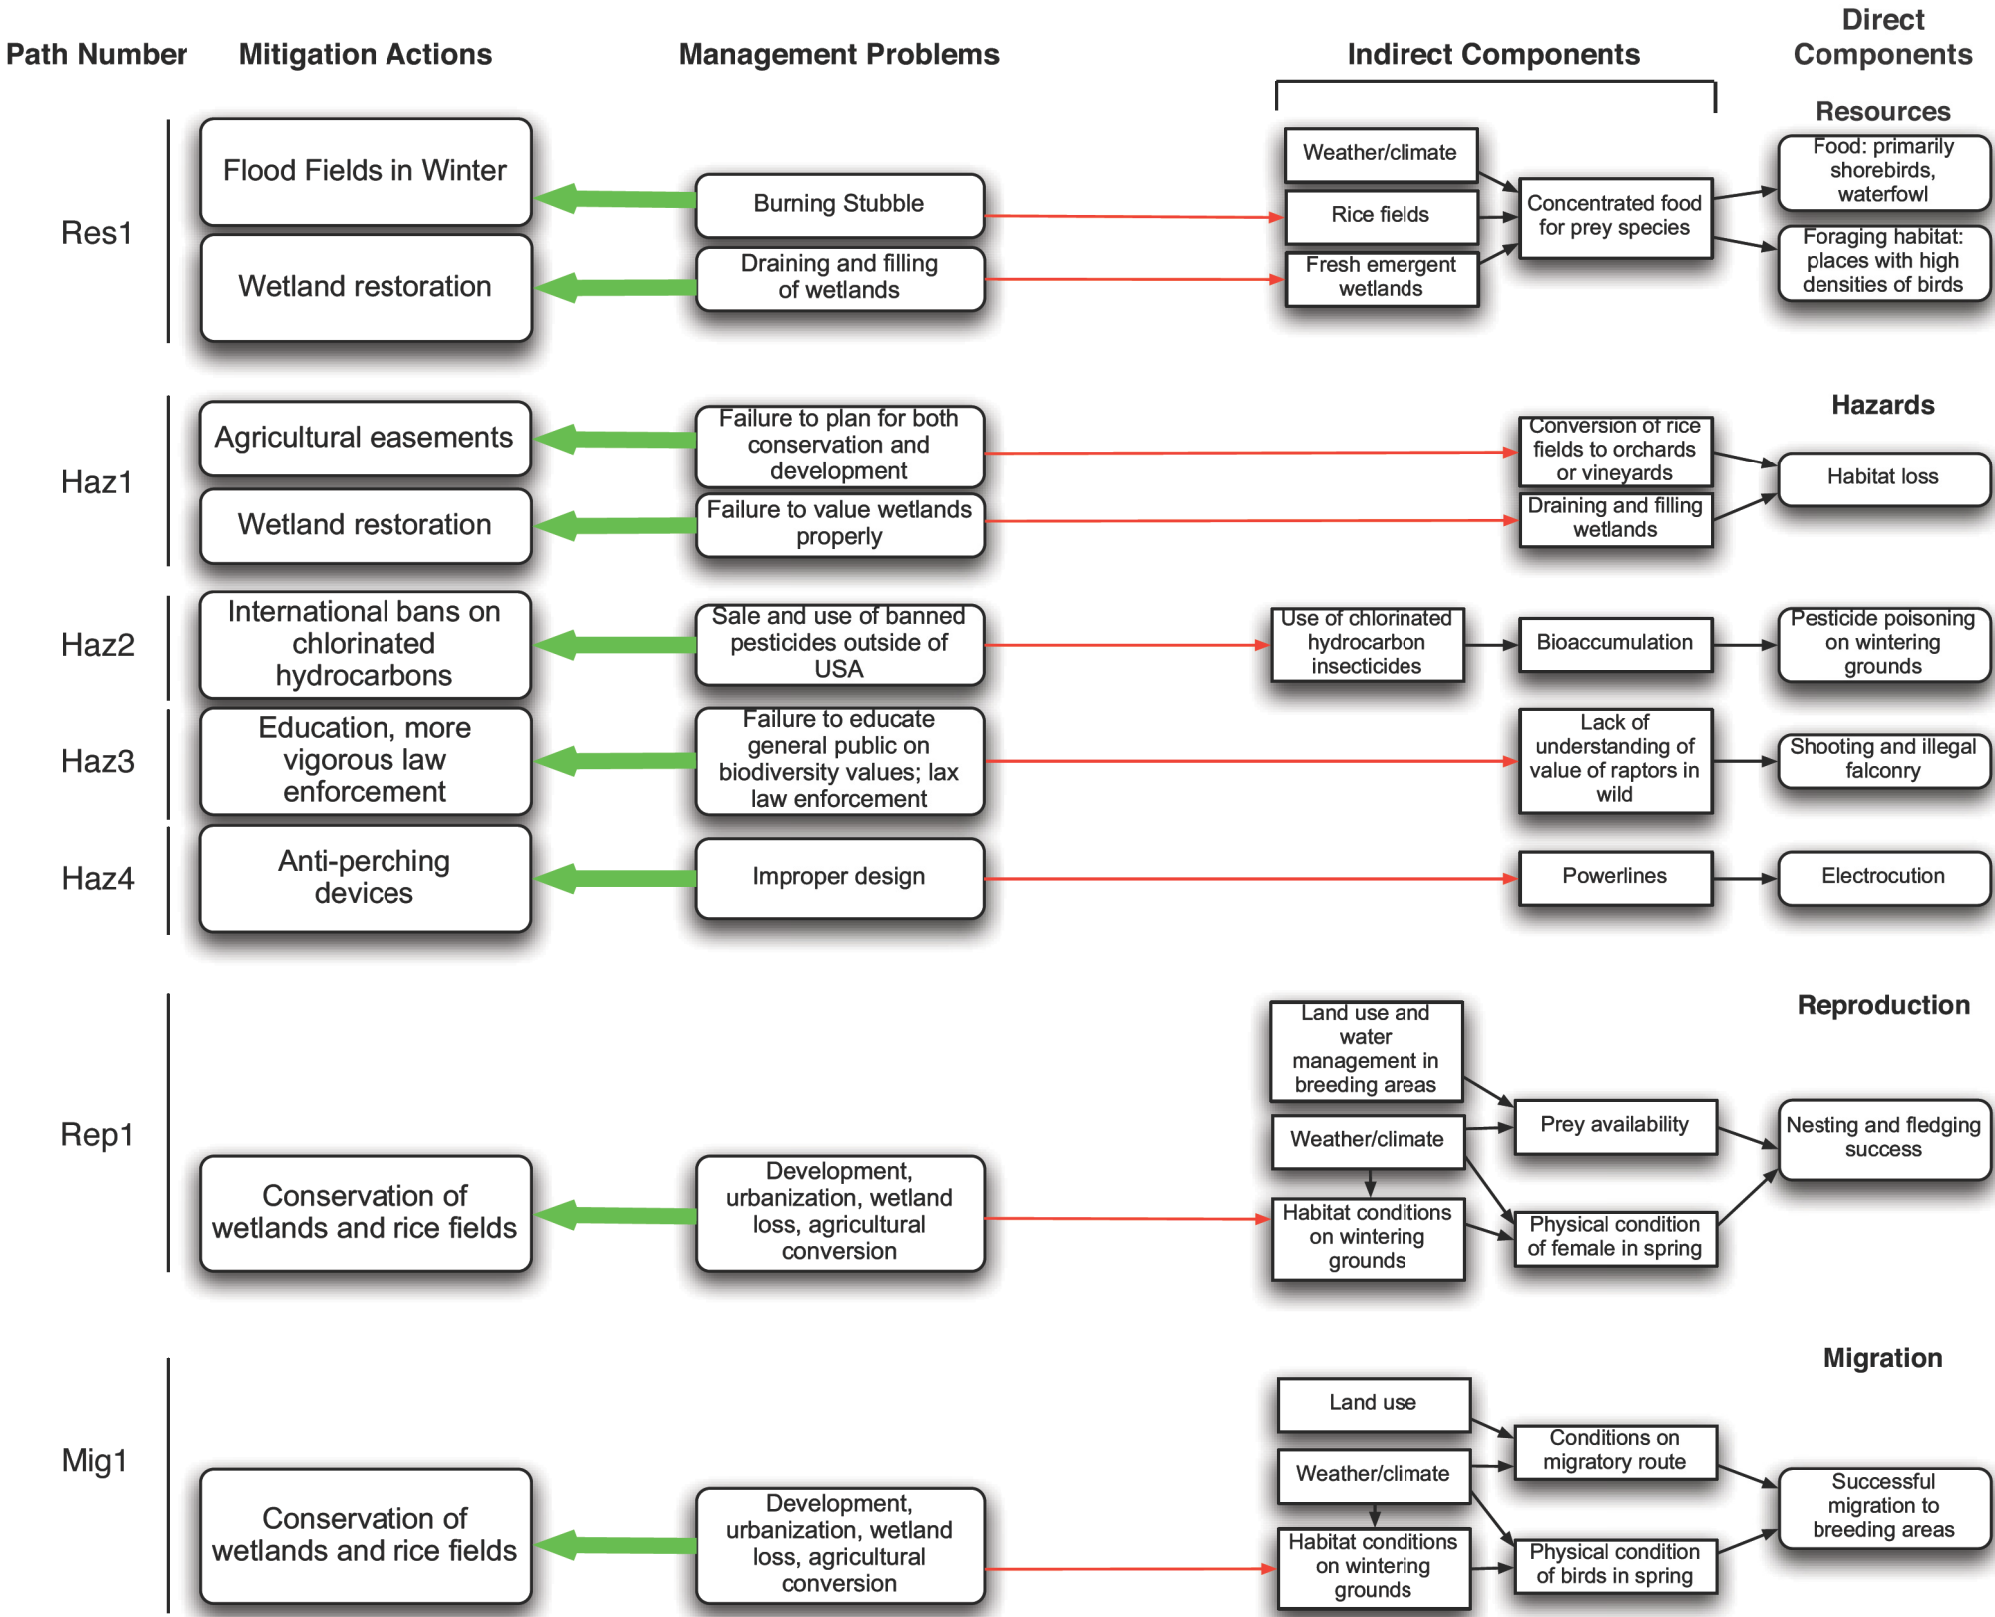 Path Number
Mitigation Actions
Management Problems
Indirect Components
Direct
Components
Resources
Res1
Flood Fields in Winter
Burning Stubble
Weather/climate
Rice fields
Fresh emergent
wetlands
Concentrated food
for prey species
Food: primarily
shorebirds,
waterfowl
Foraging habitat:
places with high
densities of birds
Wetland restoration
Draining and filling
of wetlands
Hazards
Haz1
Agricultural easements
Failure to plan for both
conservation and
development
Conversion of rice
fields to orchards
or vineyards
Habitat loss
Wetland restoration
Failure to value wetlands
properly
Draining and filling
wetlands
Haz2
International bans on
chlorinated
hydrocarbons
Sale and use of banned
pesticides outside of
USA
Use of chlorinated
hydrocarbon
insecticides
Bioaccumulation
Pesticide poisoning
on wintering
grounds
Haz3
Education, more
vigorous law
enforcement
Failure to educate
general public on
biodiversity values; lax
law enforcement
Lack of
understanding of
value of raptors in
wild
Shooting and illegal
falconry
Haz4
Anti-perching
devices
Improper design
Powerlines
Electrocution
Reproduction
Rep1
Land use and
water
management in
breeding areas
Weather/climate
Prey availability
Nesting and fledging
success
Conservation of
wetlands and rice fields
Development,
urbanization, wetland
loss, agricultural
conversion
Habitat conditions
on wintering
grounds
Physical condition
of female in spring
Migration
Mig1
Land use
Weather/climate
Conditions on
migratory route
Successful
migration to
breeding areas
Conservation of
wetlands and rice fields
Development,
urbanization, wetland
loss, agricultural
conversion
Habitat conditions
on wintering
grounds
Physical condition
of birds in spring